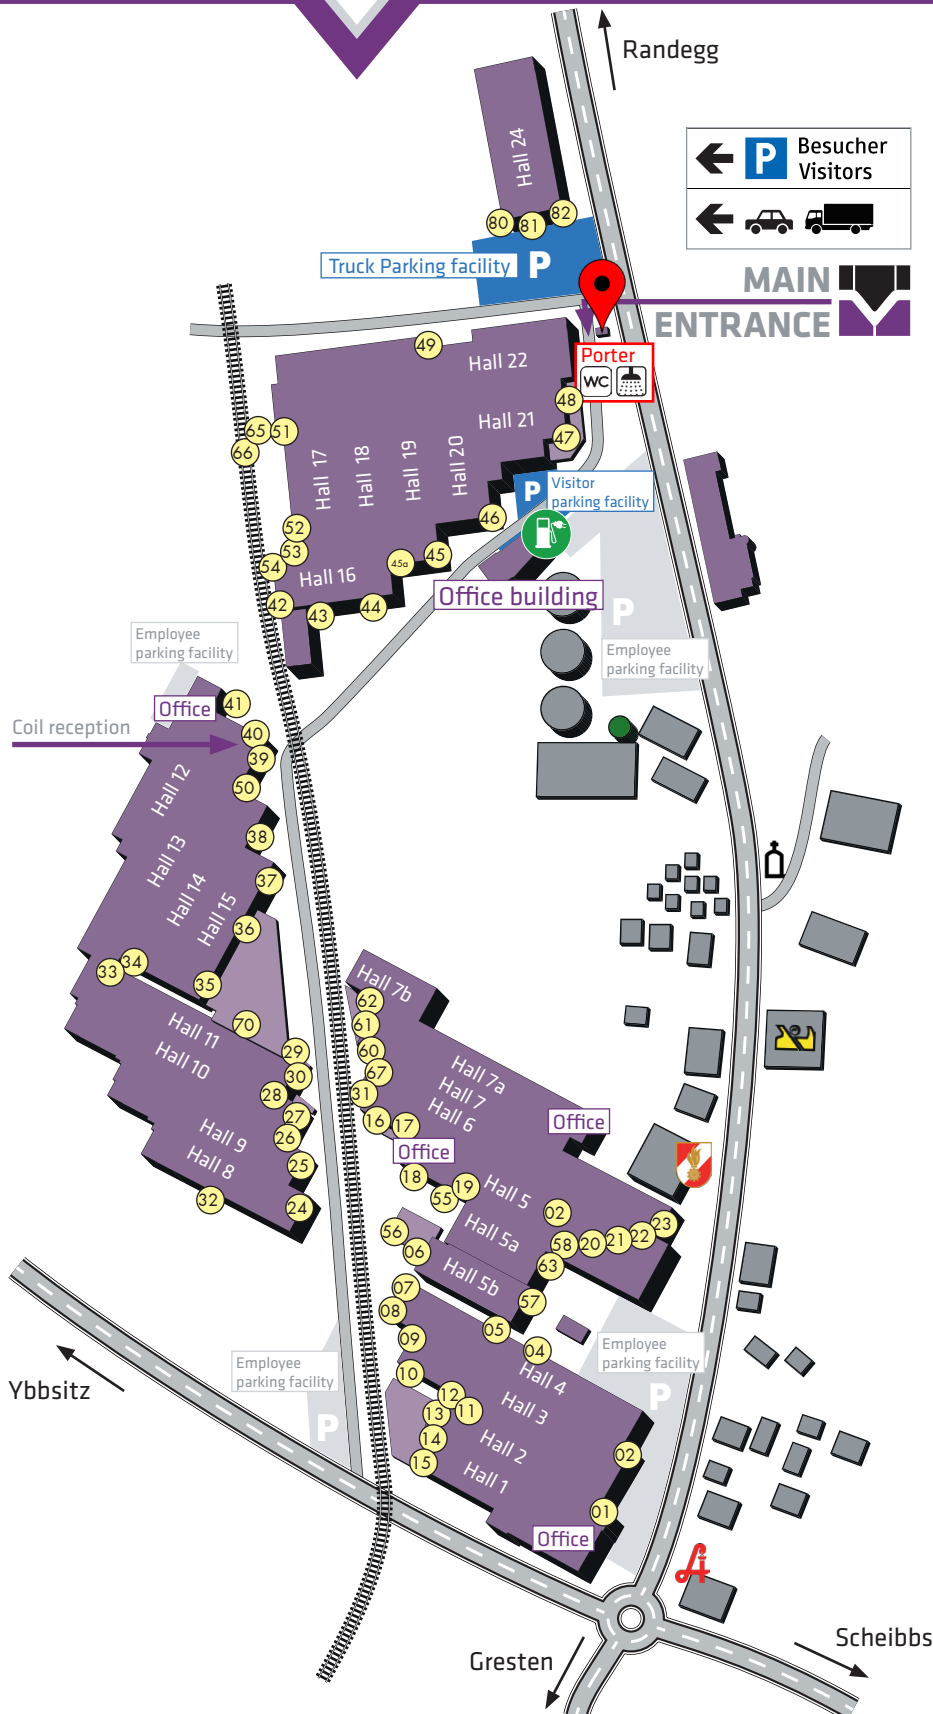 Randegg
P
Besucher
Visitors
Hall 24
80
81
82
Truck Parking facility
P
MAIN
ENTRANCE
Porter
WC
49
Hall 22
48
Hall 21
47
65
51
66
Hall 17
Hall 18
Hall 19
Hall 20
P
Visitor
parking facility
46
52
53
54
45a
45
Hall 16
42
43
44
Office building
P
Employee
parking facility
Employee
parking facility
Office
41
Coil reception
40
39
50
Hall 12
38
Hall 13
37
Hall 14
Hall 15
36
34
33
35
Hall 7b
62
70
61
Hall 11
Hall 10
29
60
30
67
28
31
Hall 7a
Hall 7
Hall 6
27
16
17
Office
26
Hall 9
Hall 8
Office
25
18
19
55
Hall 5
32
24
02
23
56
06
Hall 5a
58
20
21
22
63
Hall 5b
07
08
57
05
09
04
Employee
parking facility
P
Employee
parking facility
P
Ybbsitz
10
Hall 4
12
13
11
Hall 3
14
Hall 2
15
Hall 1
02
01
Office
Gresten
Scheibbs